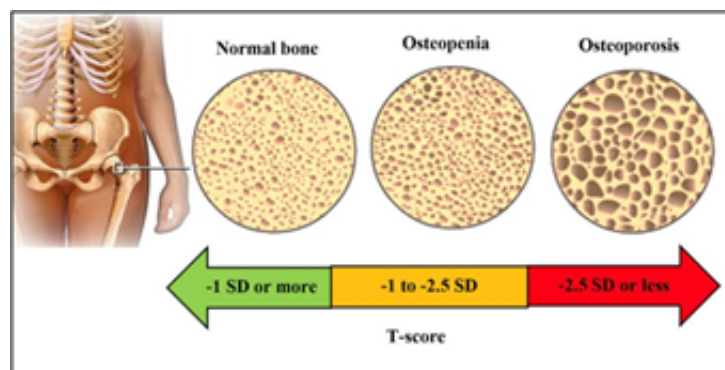 Normal bone
Osteopenia
Osteoporosis
-1 SD or more
-1 to -2.5 SD
-2.5 SD or less
T-score